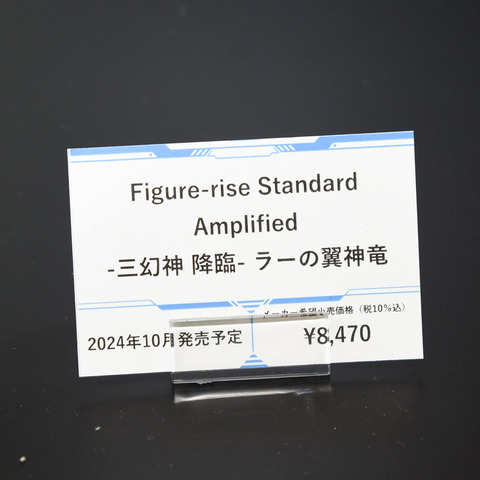 Figure-rise Standard
Amplified
-三幻神 降臨- ラーの翼神竜
メーカー希望小売価格（税10%込）
2024年10月発売予定 ¥8,470